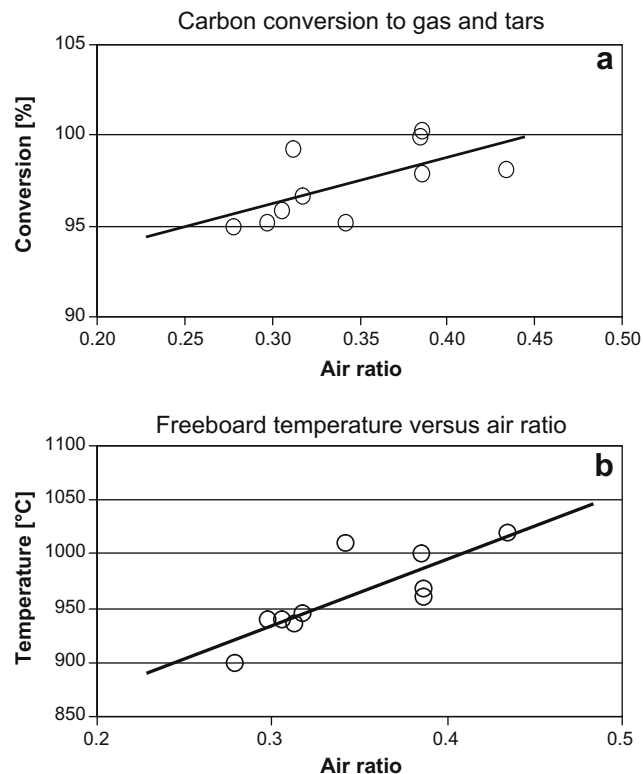 Carbon conversion to gas and tars
105
a
100
95
90
Conversion [%]
0.20 0.25 0.30 0.35 0.40 0.45 0.50
Air ratio
Freeboard temperature versus air ratio
1100
b
1050
1000
950
900
850
Temperature [°C]
0.2 0.3 0.4 0.5
Air ratio